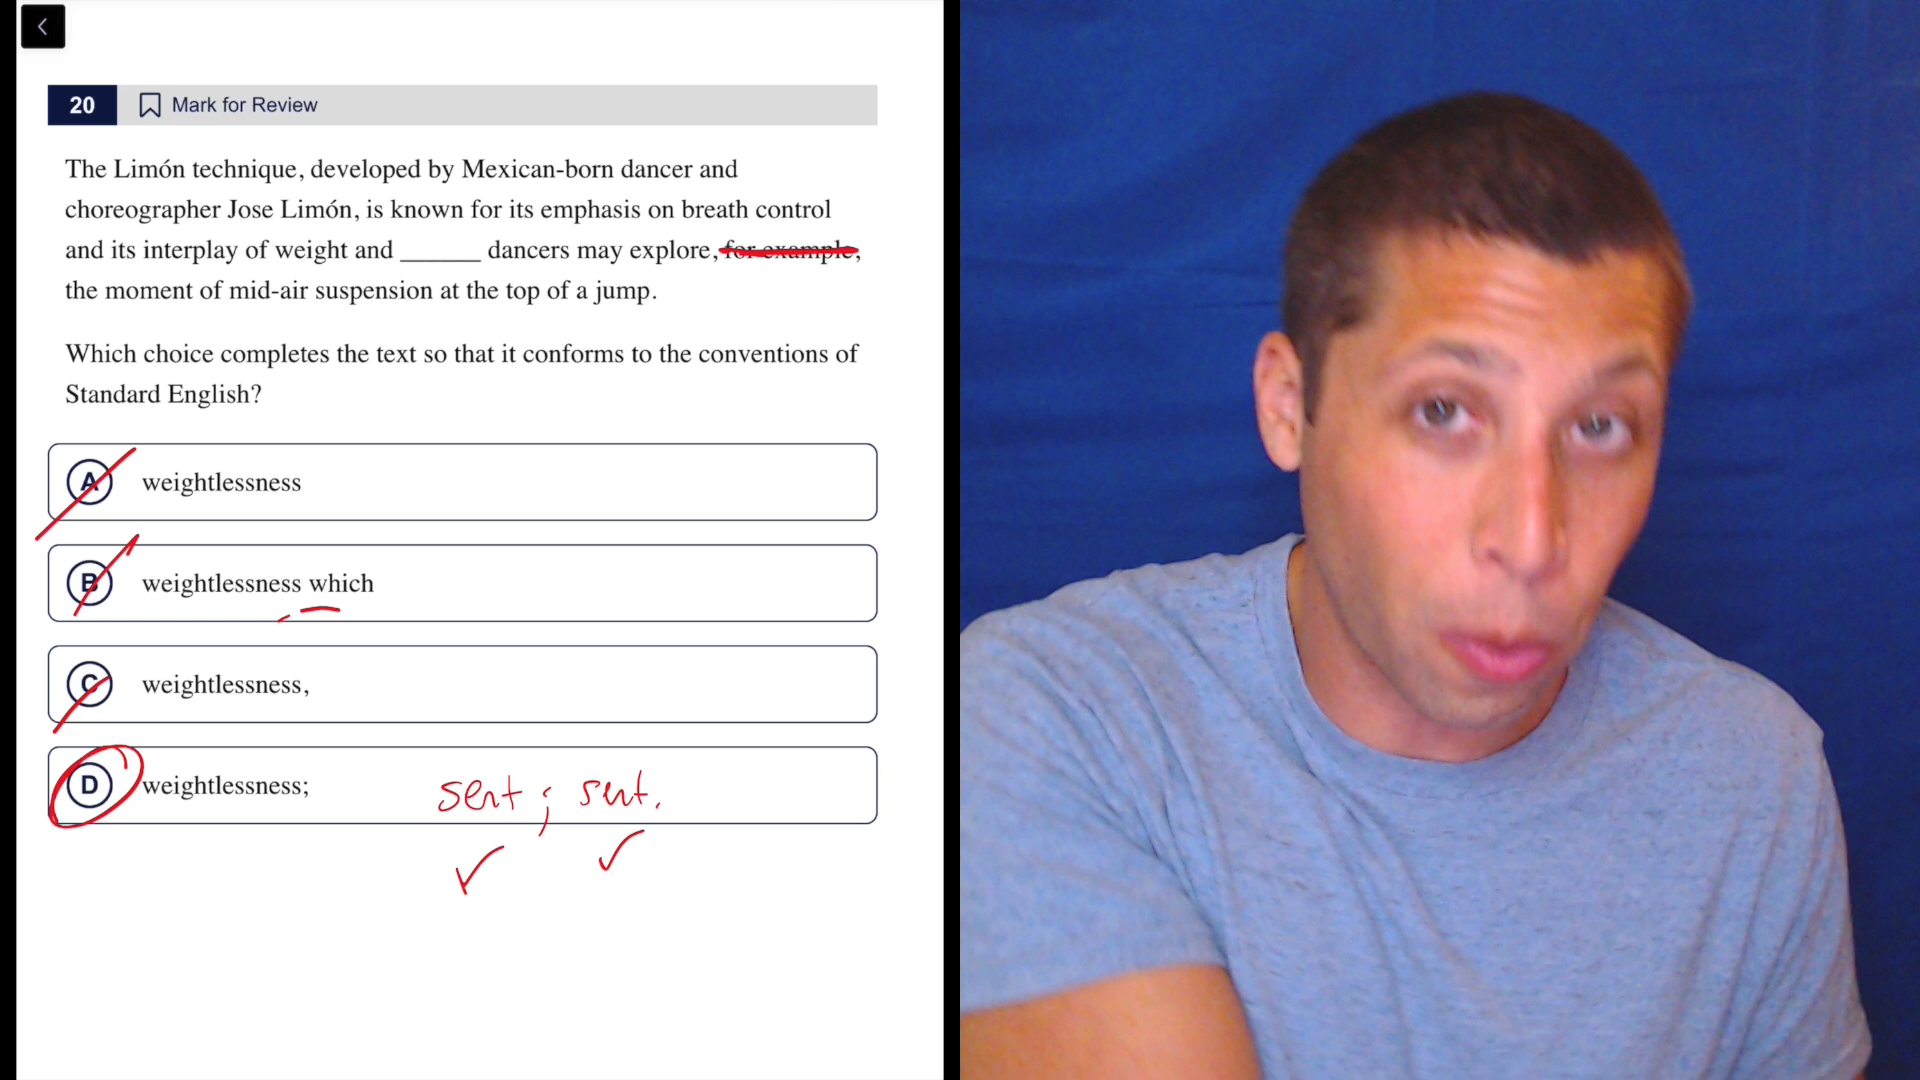 20 Mark for Review
The Limón technique, developed by Mexican-born dancer and
choreographer Jose Limón, is known for its emphasis on breath control
and its interplay of weight and ______ dancers may explore, for example,
the moment of mid-air suspension at the top of a jump.
Which choice completes the text so that it conforms to the conventions of
Standard English?
A weightlessness
B weightlessness which
C weightlessness,
D weightlessness; sent ; sent.